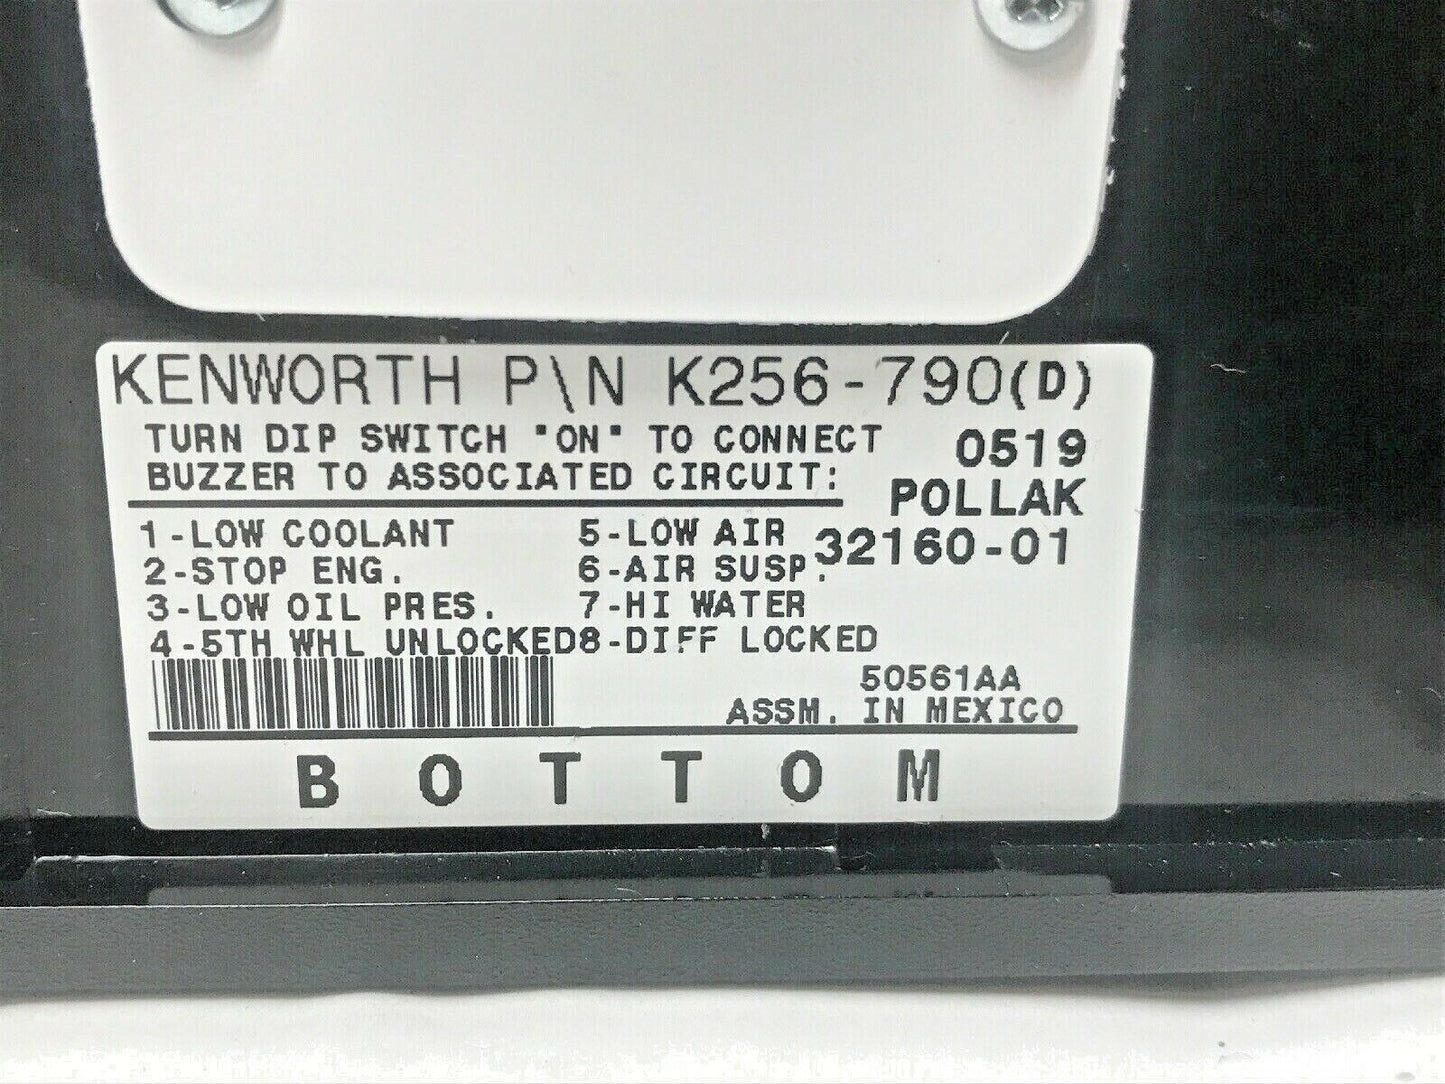 KENWORTH P\N K256-790(D)
TURN DIP SWITCH "ON" TO CONNECT
BUZZER TO ASSOCIATED CIRCUIT:
0519
POLLAK
32160-01
1-LOW COOLANT
2-STOP ENG.
3-LOW OIL PRES.
4-5TH WHL UNLOCKED
5-LOW AIR
6-AIR SUSP.
7-HI WATER
8-DIFF LOCKED
50561AA
ASSM. IN MEXICO
BOTTOM